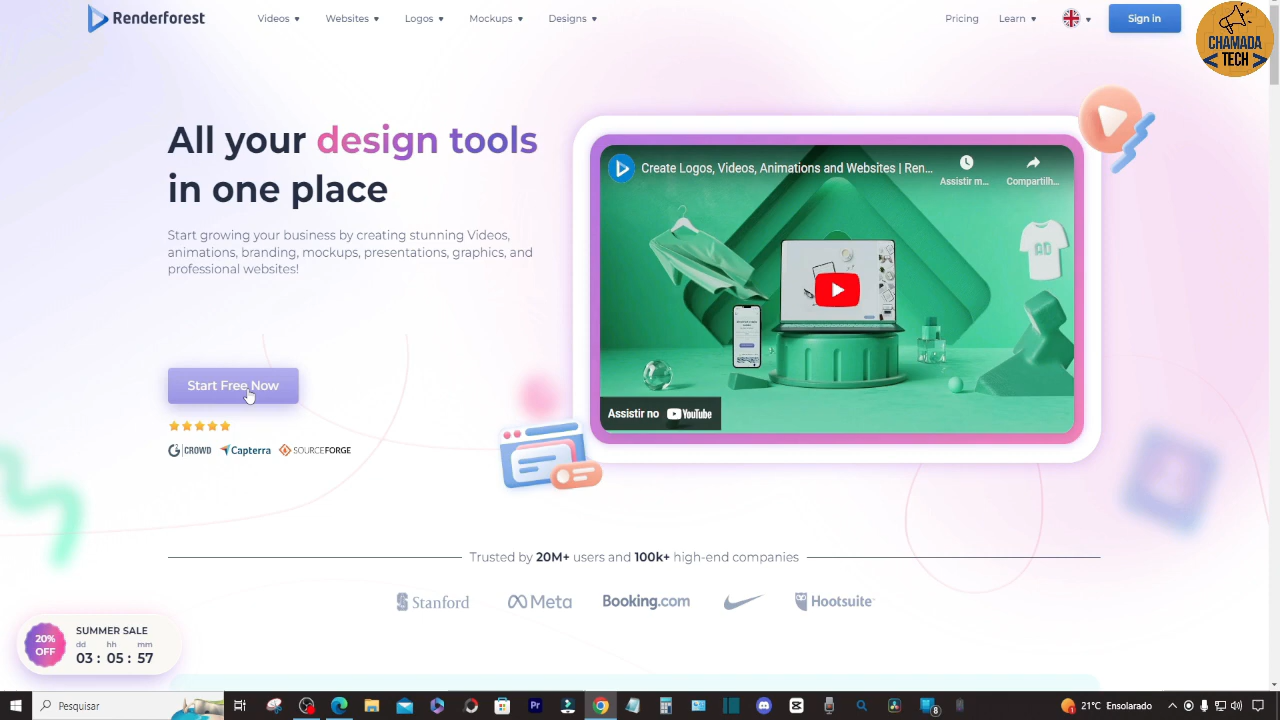 Renderforest
Videos
Websites
Logos
Mockups
Designs
Pricing
Learn
Sign in
CHAMADA
TECH
All your design tools
in one place
Start growing your business by creating stunning Videos,
animations, branding, mockups, presentations, graphics, and
professional websites!
Start Free Now
G CROWD
Capterra
SOURCEFORGE
Create Logos, Videos, Animations and Websites | Ren...
Assistir m...
Compartilh...
AD
Assistir no YouTube
Trusted by 20M+ users and 100k+ high-end companies
Stanford
Meta
Booking.com
Hootsuite
20%
OFF
SUMMER SALE
dd hh mm
03 : 05 : 57
Pesquisar
Pr
8
21°C Ensolarado